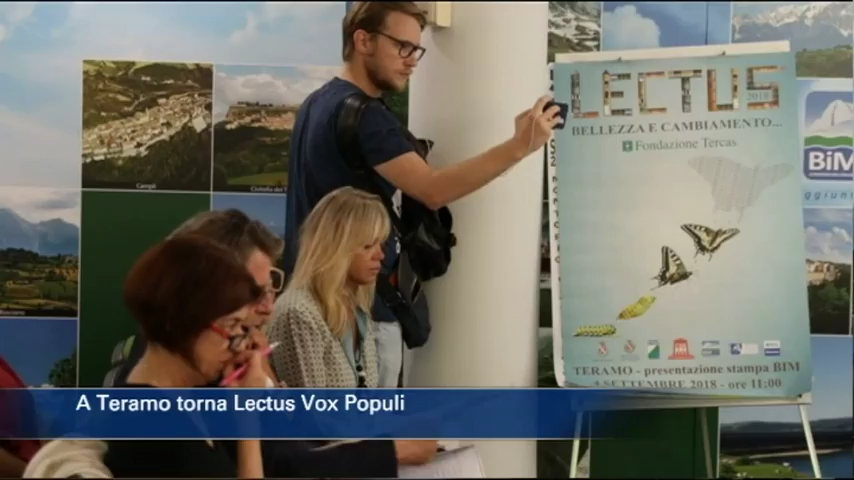 LECTUS
2018
BELLEZZA E CAMBIAMENTO...
Fondazione Tercas
BiM
Campli
TERAMO - presentazione stampa BIM
4 SETTEMBRE 2018 - ore 11:00
A Teramo torna Lectus Vox Populi